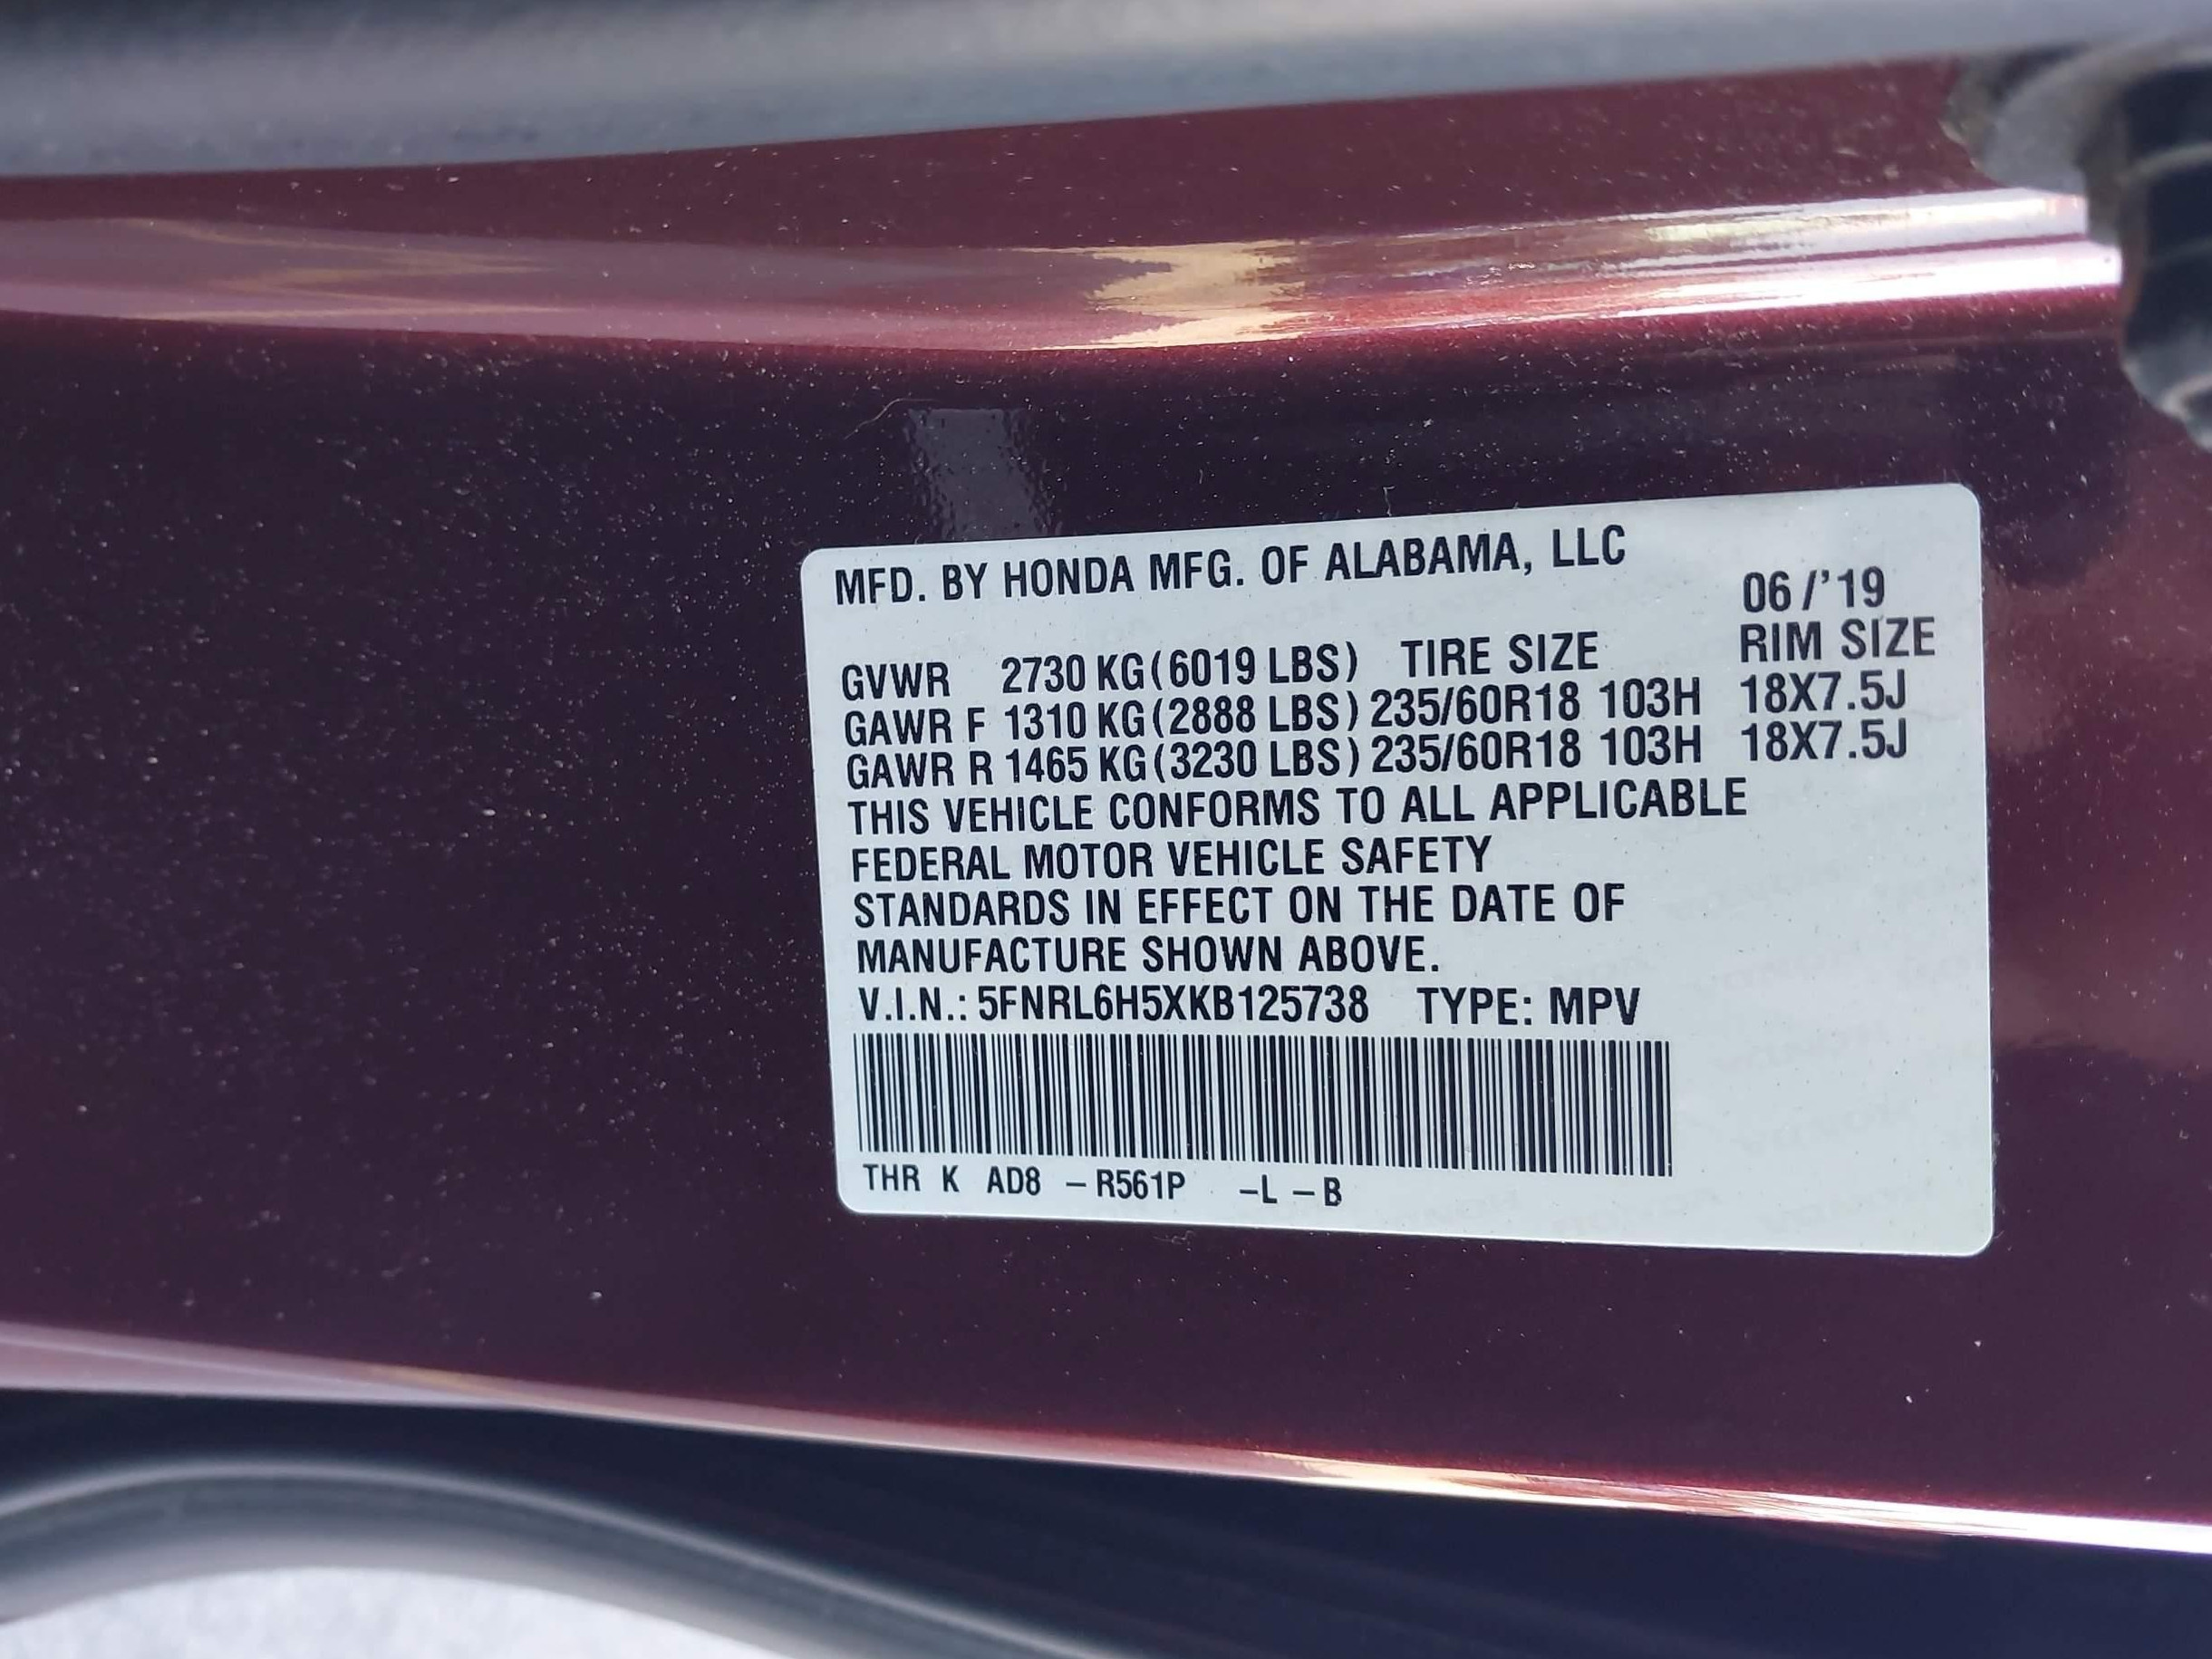 MFD. BY HONDA MFG. OF ALABAMA, LLC
06/'19
GVWR 2730 KG(6019 LBS) TIRE SIZE RIM SIZE
GAWR F 1310 KG(2888 LBS) 235/60R18 103H 18X7.5J
GAWR R 1465 KG(3230 LBS) 235/60R18 103H 18X7.5J
THIS VEHICLE CONFORMS TO ALL APPLICABLE
FEDERAL MOTOR VEHICLE SAFETY
STANDARDS IN EFFECT ON THE DATE OF
MANUFACTURE SHOWN ABOVE.
V.I.N.: 5FNRL6H5XKB125738 TYPE: MPV
THR K AD8 – R561P –L –B